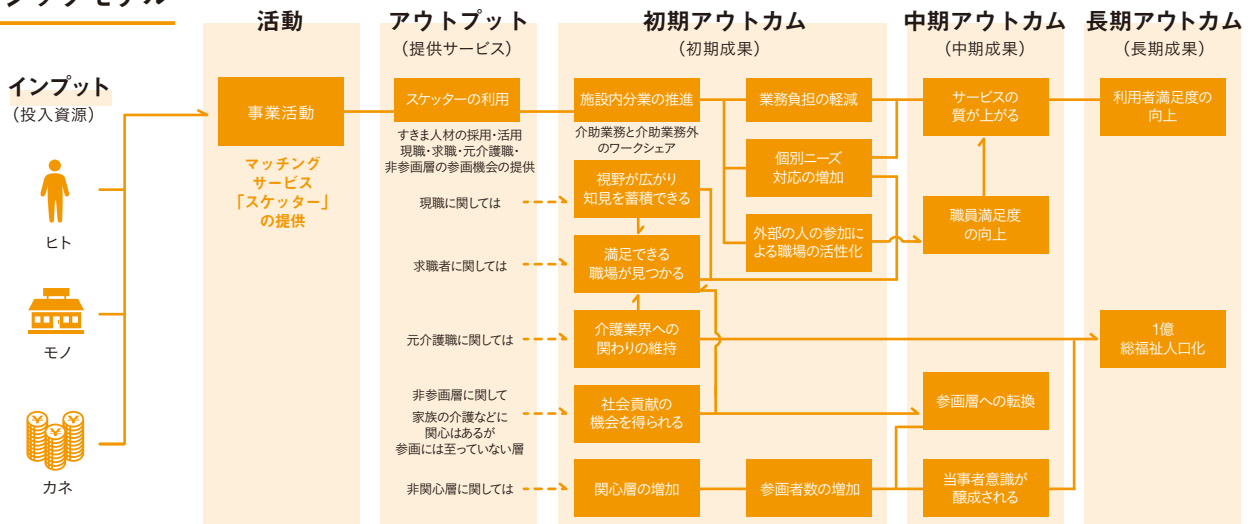 活動
アウトプット
(提供サービス)
初期アウトカム
(初期成果)
中期アウトカム
(中期成果)
長期アウトカム
(長期成果)
インプット
(投入資源)
ヒト
モノ
カネ
事業活動
マッチング
サービス
「スケッター」
の提供
スケッターの利用
すきま人材の採用・活用
現職・求職・元介護職・
非参画層の参画機会の提供
現職に関しては
求職者に関しては
元介護職に関しては
非参画層に関して
家族の介護などに
関心はあるが
参画には至っていない層
非関心層に関しては
施設内分業の推進
介助業務と介助業務外
のワークシェア
視野が広がり
知見を蓄積できる
満足できる
職場が見つかる
介護業界への
関わりの維持
社会貢献の
機会を得られる
関心層の増加
業務負担の軽減
個別ニーズ
対応の増加
外部の人の参加に
よる職場の活性化
参画者数の増加
サービスの
質が上がる
職員満足度
の向上
参画層への転換
当事者意識が
醸成される
利用者満足度の
向上
1億
総福祉人口化